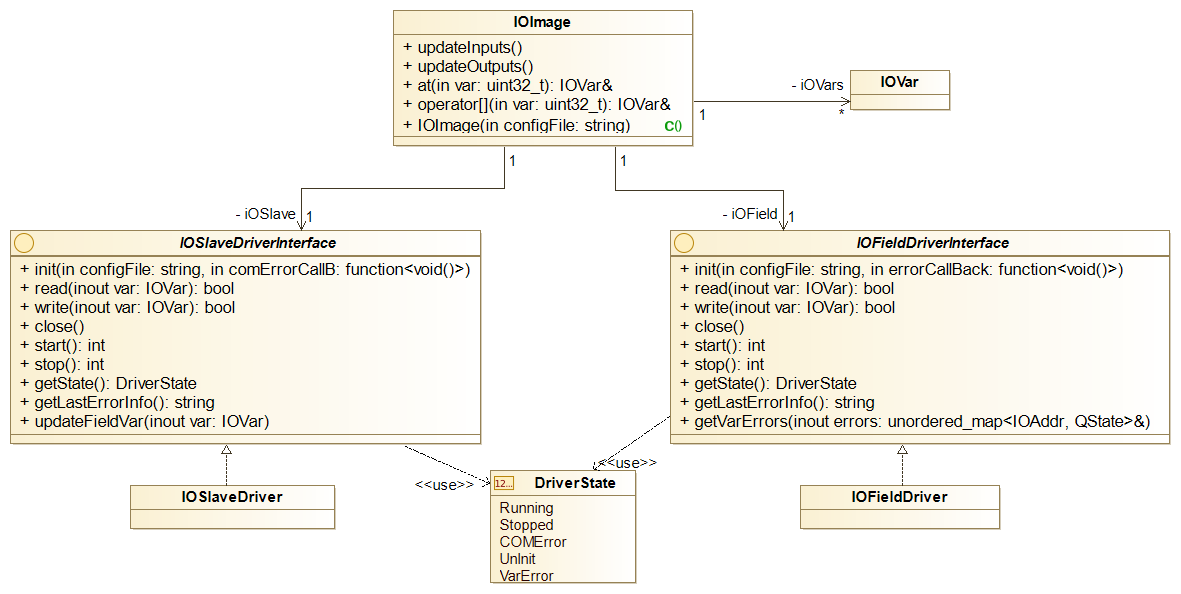 IOImage
+ updateInputs()
+ updateOutputs()
+ at(in var: uint32_t): IOVar&
+ operator[](in var: uint32_t): IOVar&
+ IOImage(in configFile: string) C()
- iOVars
1
*
IOVar
1
1
- iOSlave
1
- iOField
1
IOSlaveDriverInterface
+ init(in configFile: string, in comErrorCallB: function<void()>)
+ read(inout var: IOVar): bool
+ write(inout var: IOVar): bool
+ close()
+ start(): int
+ stop(): int
+ getState(): DriverState
+ getLastErrorInfo(): string
+ updateFieldVar(inout var: IOVar)
IOFieldDriverInterface
+ init(in configFile: string, in errorCallBack: function<void()>)
+ read(inout var: IOVar): bool
+ write(inout var: IOVar): bool
+ close()
+ start(): int
+ stop(): int
+ getState(): DriverState
+ getLastErrorInfo(): string
+ getVarErrors(inout errors: unordered_map<IOAddr, QState>&)
<<use>>
<<use>>
IOSlaveDriver
12... DriverState
Running
Stopped
COMError
UnInit
VarError
IOFieldDriver